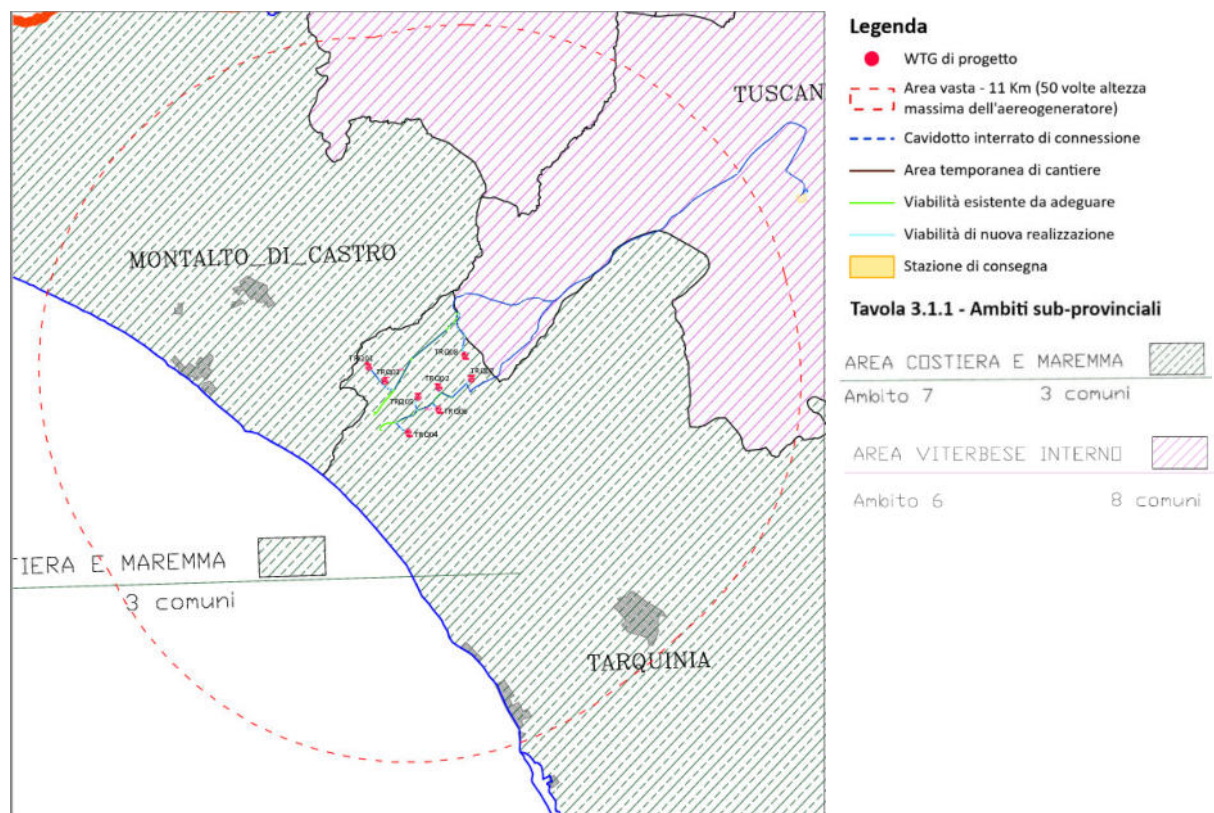 TUSCAN
MONTALTO_DI_CASTRO
TRQ01
TRQ04
TIERA E MAREMMA
3 comuni
TARQUINIA
Legenda
WTG di progetto
Area vasta - 11 Km (50 volte altezza
massima dell'aereogeneratore)
Cavidotto interrato di connessione
Area temporanea di cantiere
Viabilità esistente da adeguare
Viabilità di nuova realizzazione
Stazione di consegna
Tavola 3.1.1 - Ambiti sub-provinciali
AREA COSTIERA E MAREMMA
Ambito 7 3 comuni
AREA VITERBESE INTERNO
Ambito 6 8 comuni